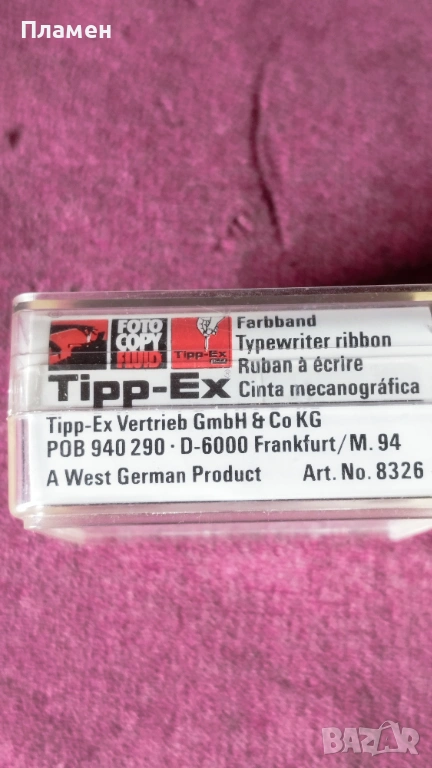 Пламен
FOTO
COPY
FLUID
Tipp-Ex
Tipp-Ex
Farbband
Typewriter ribbon
Ruban à écrire
Cinta mecanográfica
Tipp-Ex Vertrieb GmbH & Co KG
POB 940 290 · D-6000 Frankfurt/M. 94
A West German Product Art. No. 8326
BAZAR